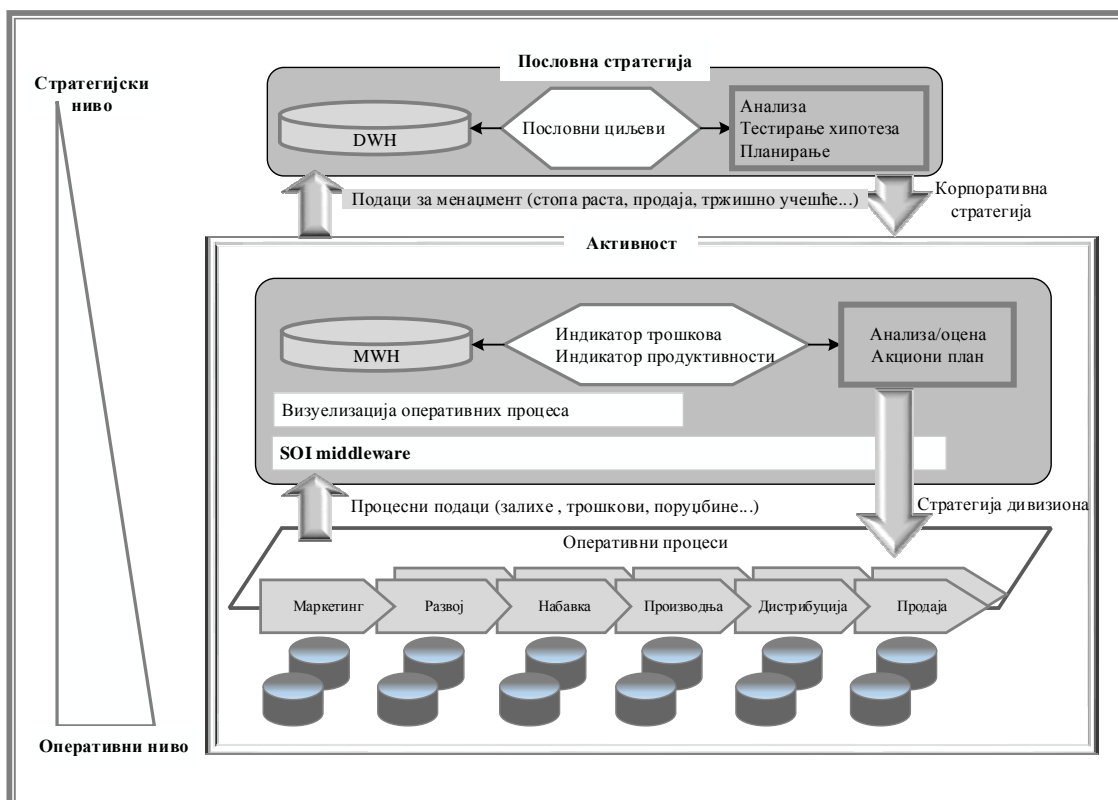 Пословна стратегија
Стратегијски
ниво
DWH
Пословни циљеви
Анализа
Тестирање хипотеза
Планирање
Подаци за менаџмент (стопа раста, продаја, тржишно учешће...)
Корпоративна
стратегија
Активност
MWH
Индикатор трошкова
Индикатор продуктивности
Анализа/оцена
Акциони план
Визуелизација оперативних процеса
SOI middleware
Процесни подаци (залихе , трошкови, поруџбине...)
Стратегија дивизиона
Оперативни процеси
Маркетинг
Развој
Набавка
Производња
Дистрибуција
Продаја
Оперативни ниво